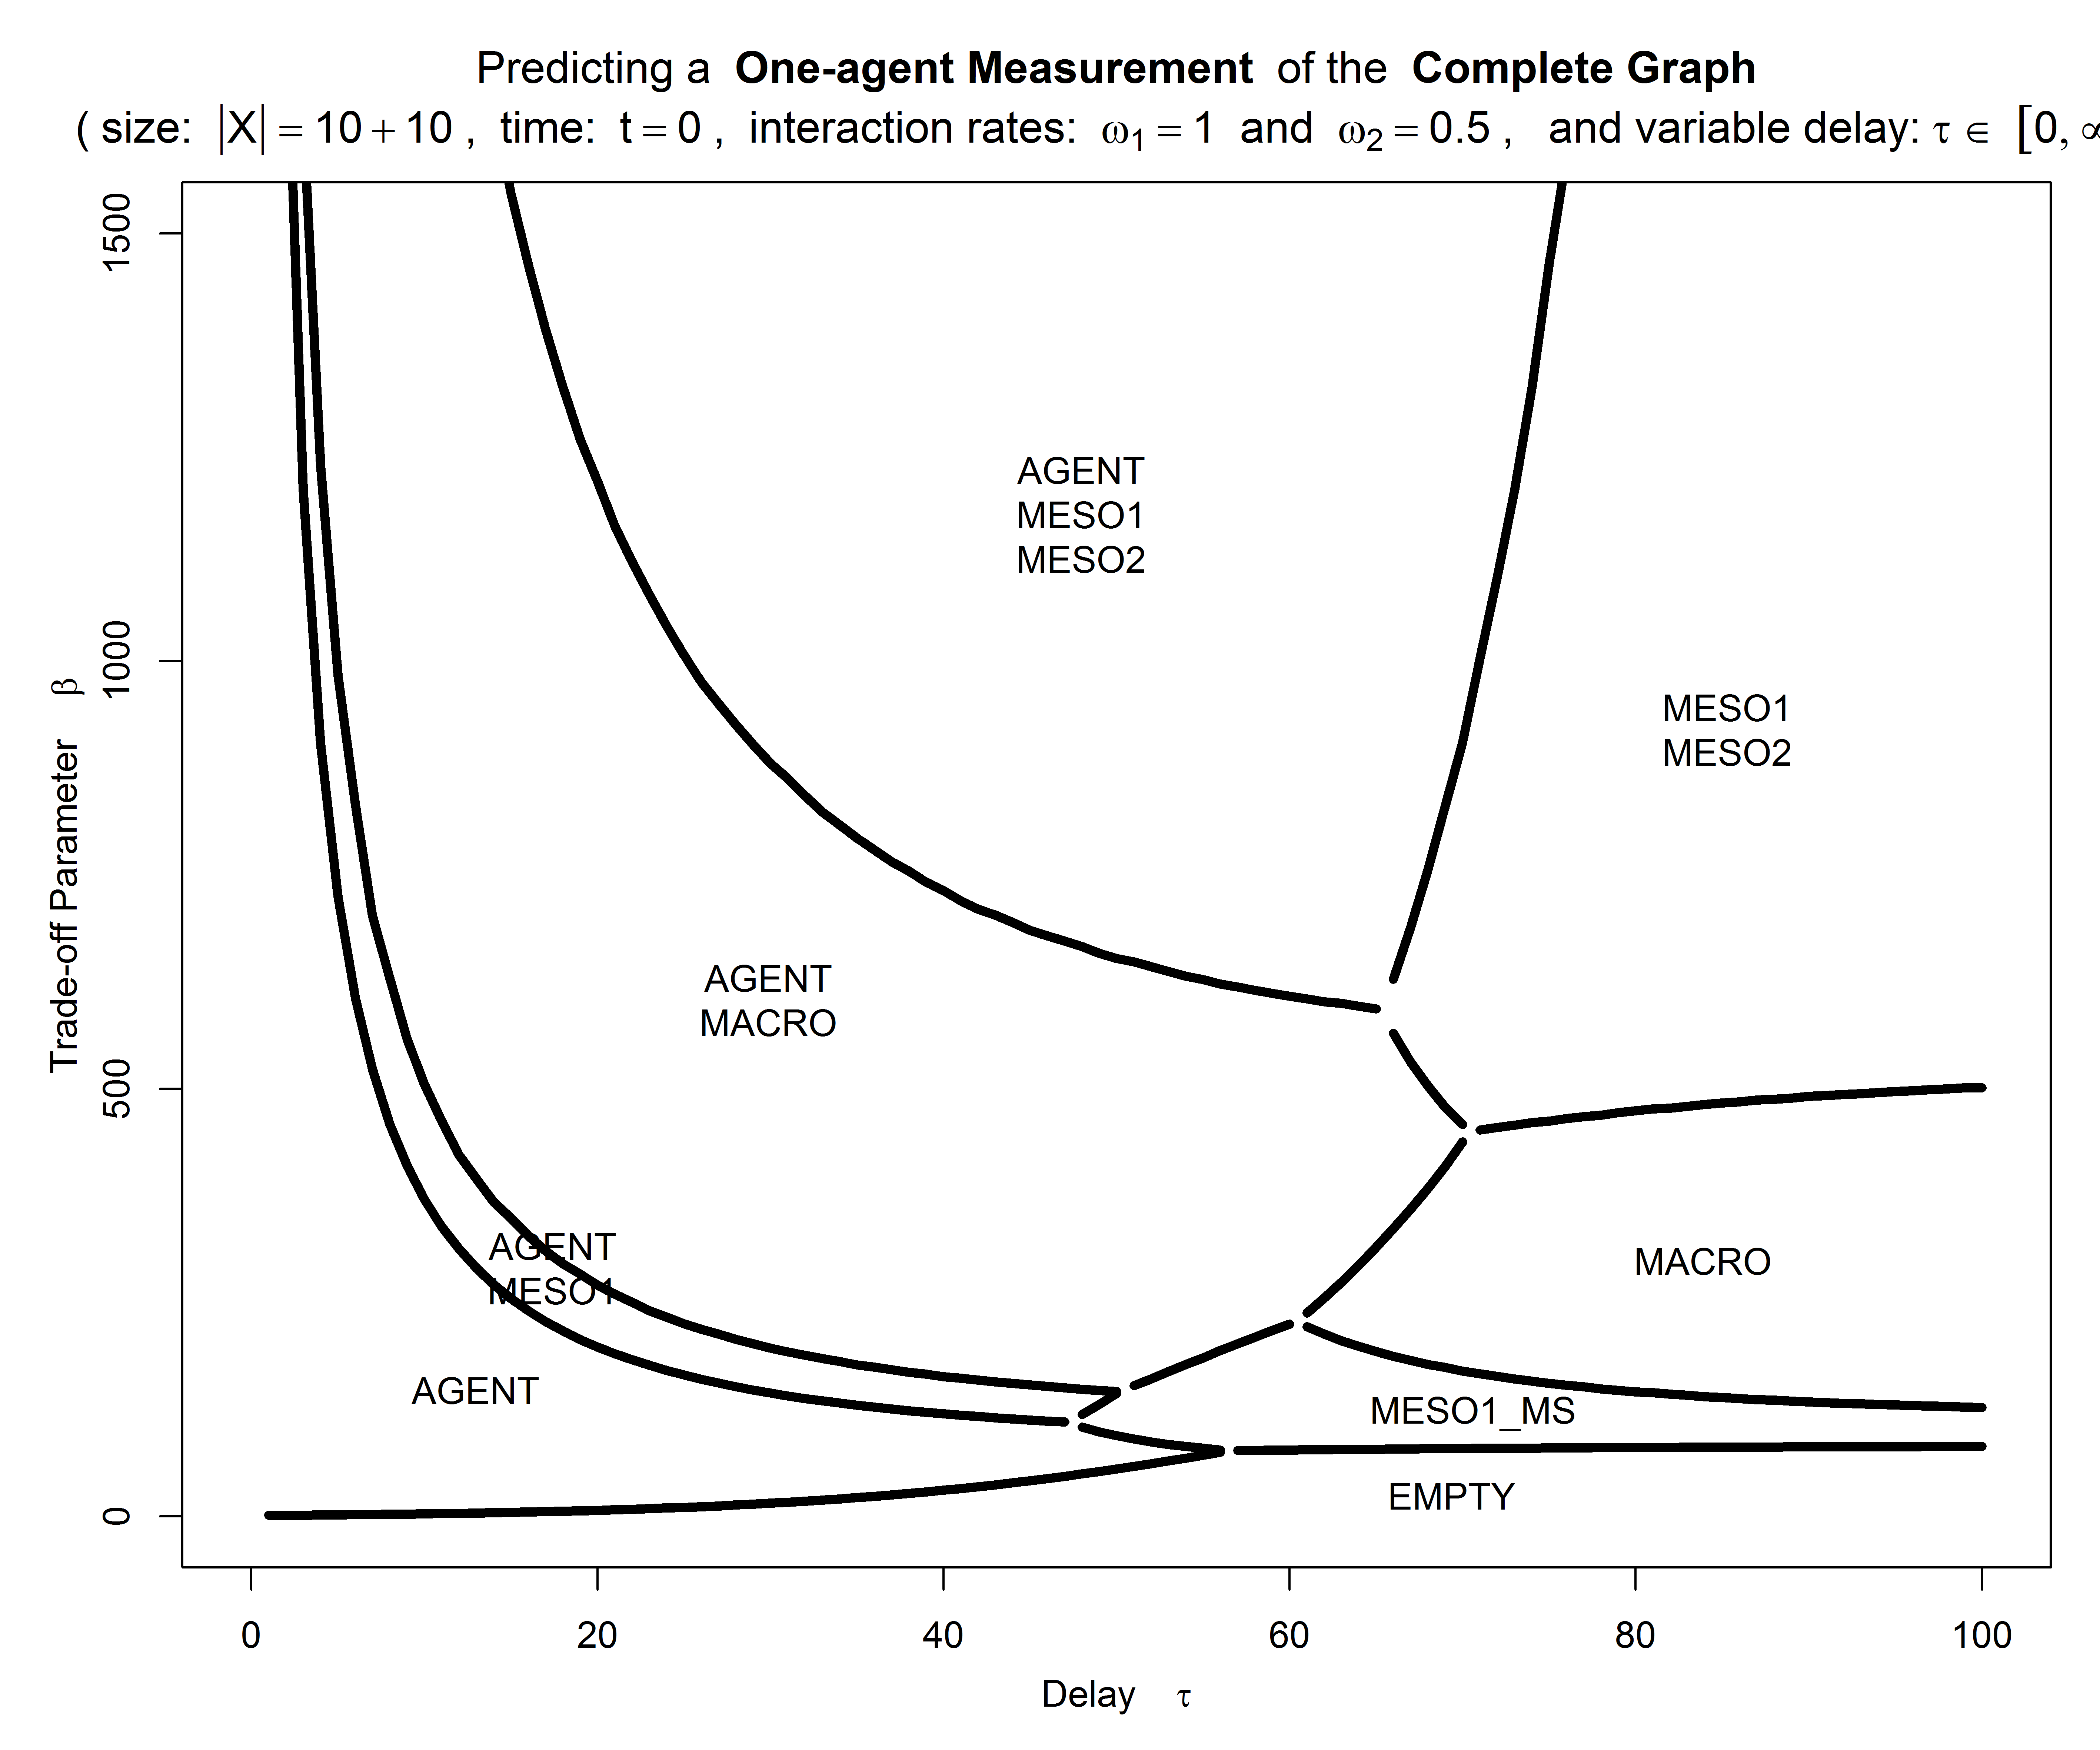 Predicting a One-agent Measurement of the Complete Graph
( size: |X| = 10 + 10 , time: t = 0 , interaction rates: ω1 = 1 and ω2 = 0.5 , and variable delay: τ ∈ [0, ∞
1500
1000
500
0
Trade-off Parameter β
AGENT
MESO1
MESO2
MESO1
MESO2
AGENT
MACRO
AGENT
MESO1
MACRO
AGENT
MESO1_MS
EMPTY
0 20 40 60 80 100
Delay τ